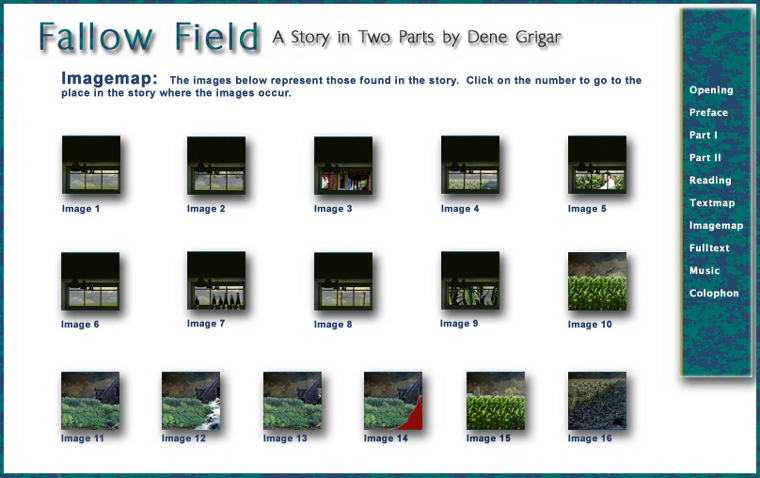 Fallow Field A Story in Two Parts by Dene Grigar
Imagemap: The images below represent those found in the story. Click on the number to go to the
place in the story where the images occur.
Image 1 Image 2 Image 3 Image 4 Image 5
Image 6 Image 7 Image 8 Image 9 Image 10
Image 11 Image 12 Image 13 Image 14 Image 15 Image 16
Opening
Preface
Part I
Part II
Reading
Textmap
Imagemap
Fulltext
Music
Colophon